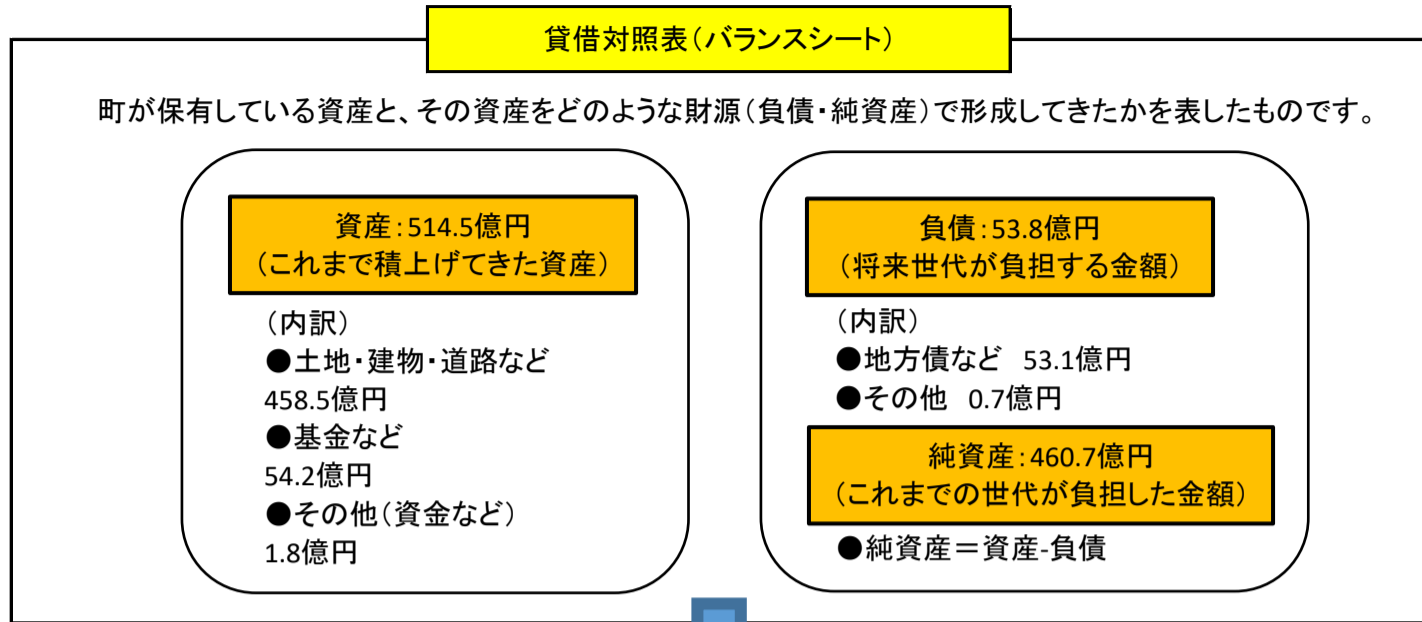 貸借対照表（バランスシート）
町が保有している資産と、その資産をどのような財源（負債・純資産）で形成してきたかを表したものです。
資産：514.5億円
（これまで積上げてきた資産）
（内訳）
●土地・建物・道路など
458.5億円
●基金など
54.2億円
●その他（資金など）
1.8億円
負債：53.8億円
（将来世代が負担する金額）
（内訳）
●地方債など　53.1億円
●その他　0.7億円
純資産：460.7億円
（これまでの世代が負担した金額）
●純資産＝資産-負債